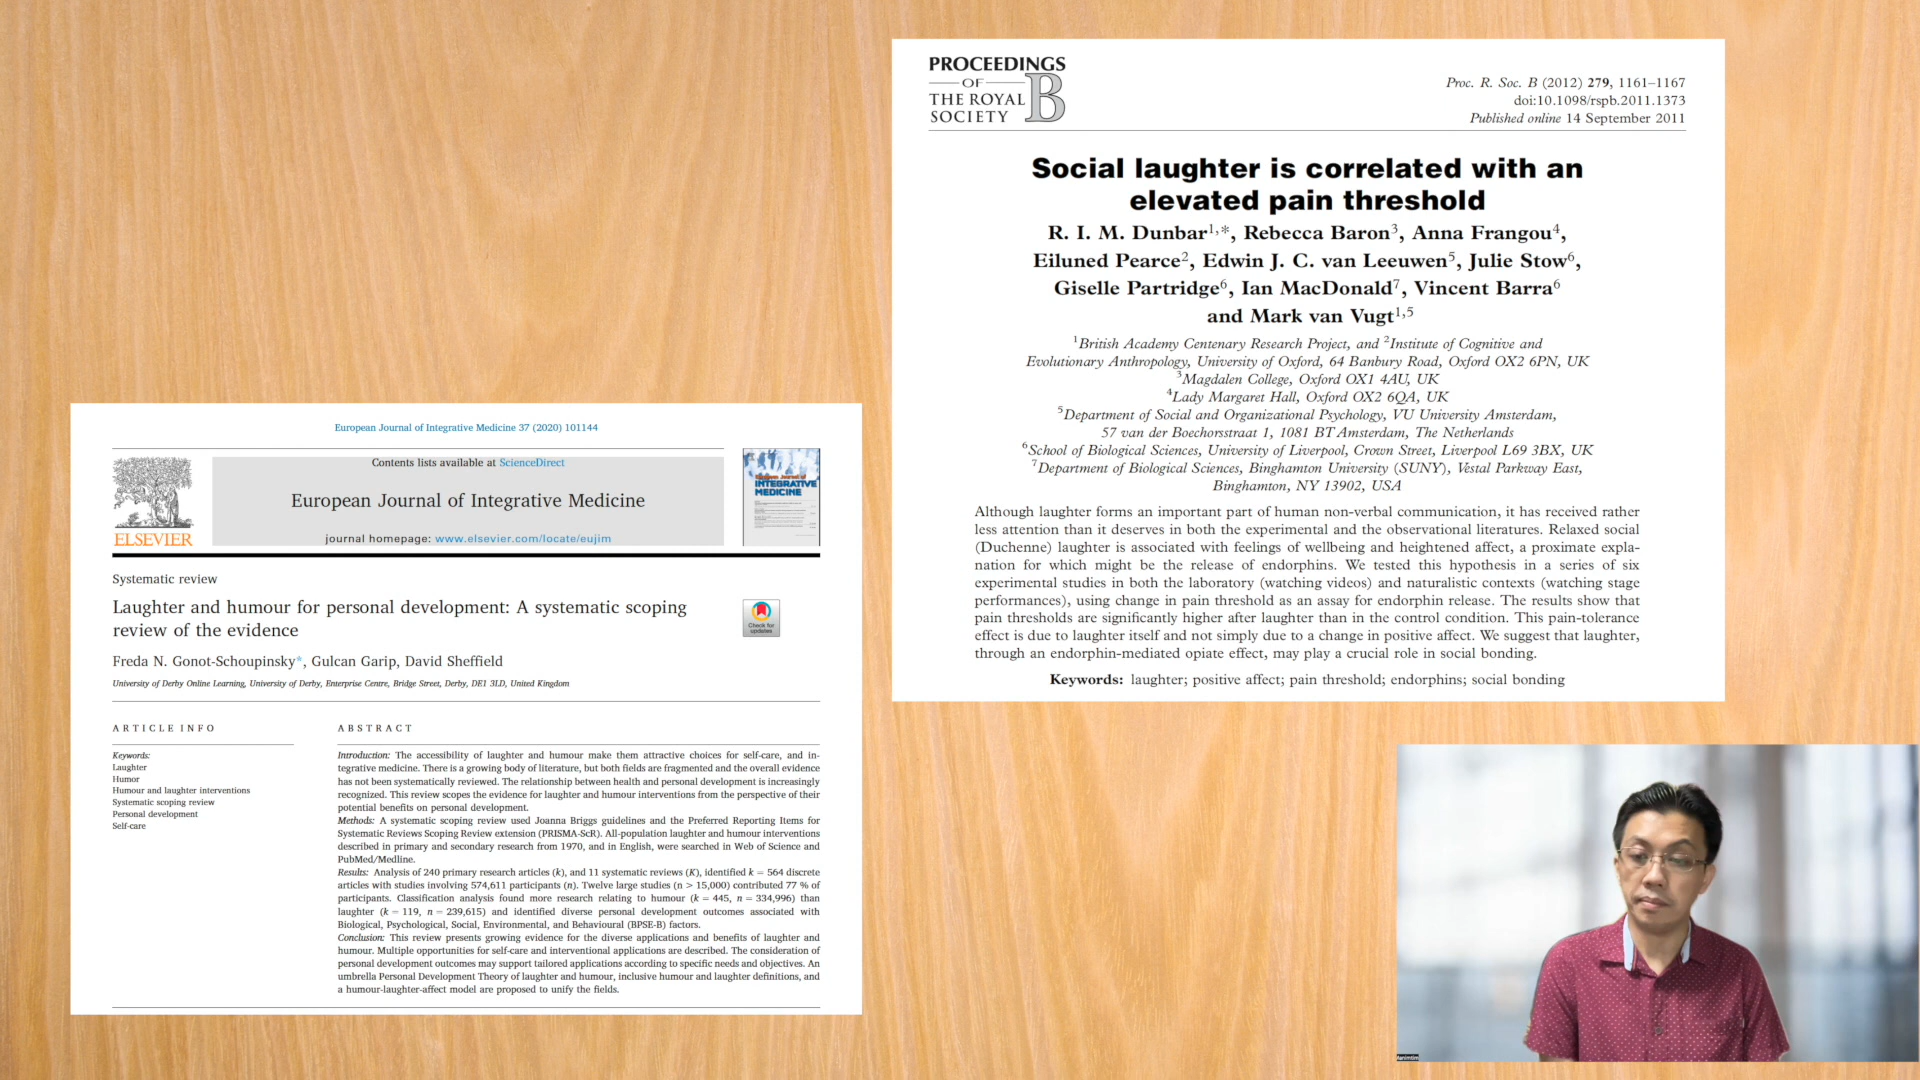 PROCEEDINGS
OF
THE ROYAL
SOCIETY
B
Proc. R. Soc. B (2012) 279, 1161–1167
doi:10.1098/rspb.2011.1373
Published online 14 September 2011
Social laughter is correlated with an
elevated pain threshold
R. I. M. Dunbar1,*, Rebecca Baron3, Anna Frangou4,
Eiluned Pearce2, Edwin J. C. van Leeuwen5, Julie Stow6,
Giselle Partridge6, Ian MacDonald7, Vincent Barra6
and Mark van Vugt1,5
1British Academy Centenary Research Project, and 2Institute of Cognitive and
Evolutionary Anthropology, University of Oxford, 64 Banbury Road, Oxford OX2 6PN, UK
3Magdalen College, Oxford OX1 4AU, UK
4Lady Margaret Hall, Oxford OX2 6QA, UK
5Department of Social and Organizational Psychology, VU University Amsterdam,
57 van der Boechorsstraat 1, 1081 BT Amsterdam, The Netherlands
6School of Biological Sciences, University of Liverpool, Crown Street, Liverpool L69 3BX, UK
7Department of Biological Sciences, Binghamton University (SUNY), Vestal Parkway East,
Binghamton, NY 13902, USA
Although laughter forms an important part of human non-verbal communication, it has received rather
less attention than it deserves in both the experimental and the observational literatures. Relaxed social
(Duchenne) laughter is associated with feelings of wellbeing and heightened affect, a proximate expla-
nation for which might be the release of endorphins. We tested this hypothesis in a series of six
experimental studies in both the laboratory (watching videos) and naturalistic contexts (watching stage
performances), using change in pain threshold as an assay for endorphin release. The results show that
pain thresholds are significantly higher after laughter than in the control condition. This pain-tolerance
effect is due to laughter itself and not simply due to a change in positive affect. We suggest that laughter,
through an endorphin-mediated opiate effect, may play a crucial role in social bonding.
Keywords: laughter; positive affect; pain threshold; endorphins; social bonding
European Journal of Integrative Medicine 37 (2020) 101144
Contents lists available at ScienceDirect
European Journal of Integrative Medicine
journal homepage: www.elsevier.com/locate/eujim
ELSEVIER
INTEGRATIVE
MEDICINE
Systematic review
Laughter and humour for personal development: A systematic scoping
review of the evidence
Check for
updates
Freda N. Gonot-Schoupinsky*, Gulcan Garip, David Sheffield
University of Derby Online Learning, University of Derby, Enterprise Centre, Bridge Street, Derby, DE1 3LD, United Kingdom
ARTICLE INFO
Keywords:
Laughter
Humor
Humour and laughter interventions
Systematic scoping review
Personal development
Self-care
ABSTRACT
Introduction: The accessibility of laughter and humour make them attractive choices for self-care, and in-
tegrative medicine. There is a growing body of literature, but both fields are fragmented and the overall evidence
has not been systematically reviewed. The relationship between health and personal development is increasingly
recognized. This review scopes the evidence for laughter and humour interventions from the perspective of their
potential benefits on personal development.
Methods: A systematic scoping review used Joanna Briggs guidelines and the Preferred Reporting Items for
Systematic Reviews Scoping Review extension (PRISMA-ScR). All-population laughter and humour interventions
described in primary and secondary research from 1970, and in English, were searched in Web of Science and
PubMed/Medline.
Results: Analysis of 240 primary research articles (k), and 11 systematic reviews (K), identified k = 564 discrete
articles with studies involving 574,611 participants (n). Twelve large studies (n > 15,000) contributed 77 % of
participants. Classification analysis found more research relating to humour (k = 445, n = 334,996) than
laughter (k = 119, n = 239,615) and identified diverse personal development outcomes associated with
Biological, Psychological, Social, Environmental, and Behavioural (BPSE-B) factors.
Conclusion: This review presents growing evidence for the diverse applications and benefits of laughter and
humour. Multiple opportunities for self-care and interventional applications are described. The consideration of
personal development outcomes may support tailored applications according to specific needs and objectives. An
umbrella Personal Development Theory of laughter and humour, inclusive humour and laughter definitions, and
a humour-laughter-affect model are proposed to unify the fields.